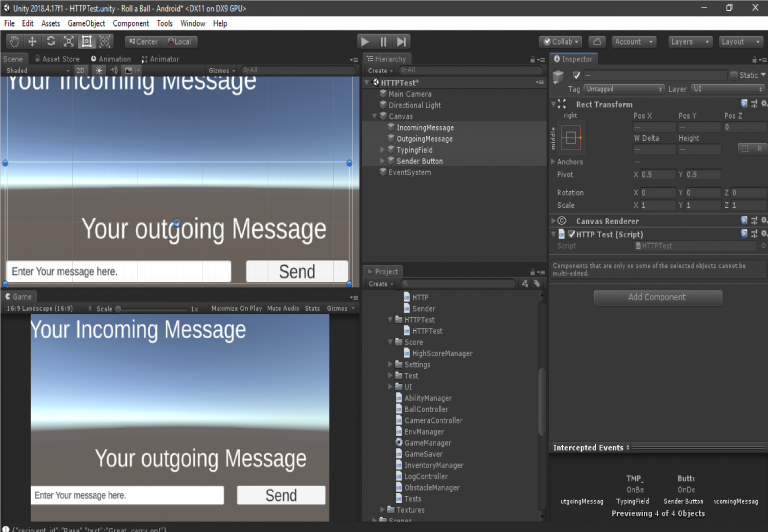 Unity 2018.4.17f1 - HTTPTest.unity - Roll a Ball - Android* <DX11 on DX9 GPU>
File Edit Assets GameObject Component Tools Window Help
Center Local Collab Account Layers Layout
Scene Asset Store Animation Animator
Shaded 2D Gizmos All
Your Incoming Message
Your outgoing Message
Enter Your message here. Send
Game
16:9 Landscape (16:9) Scale 1x Maximize On Play Mute Audio Stats Gizmos
Your Incoming Message
Your outgoing Message
Enter Your message here. Send
Hierarchy
Create All
HTTPTest*
Main Camera
Directional Light
Canvas
IncomingMessage
OutgoingMessage
TypingField
Sender Button
EventSystem
Project
Create
HTTP
Sender
HTTPTest
HTTPTest
Score
HighScoreManager
Settings
Test
UI
AbilityManager
BallController
CameraController
EnvManager
GameManager
GameSaver
InventoryManager
LogController
ObstacleManager
Tests
Textures
Inspector
— Static
Tag Untagged Layer UI
Rect Transform
right Pos X Pos Y Pos Z
middle — — 0
W Delta Height
— — R
Anchors
Pivot X 0.5 Y 0.5
Rotation X 0 Y 0 Z 0
Scale X 1 Y 1 Z 1
Canvas Renderer
HTTP Test (Script)
Script HTTPTest
Components that are only on some of the selected objects cannot be
multi-edited.
Add Component
Intercepted Events
TMP_ Butt
OnBe OnDe
utgoingMessag TypingField Sender Button ncomingMessag
Previewing 4 of 4 Objects